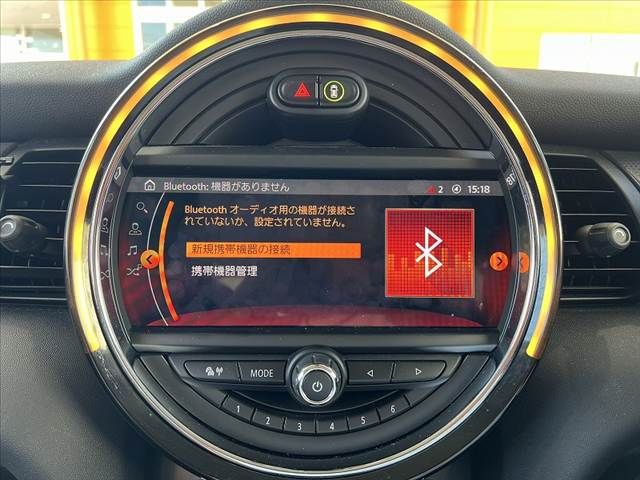 Bluetooth: 機器がありません
2
15:18
Bluetooth オーディオ用の機器が接続され
ていないか、設定されていません。
新規携帯機器の接続
携帯機器管理
MODE
1 2 3 4 5 6